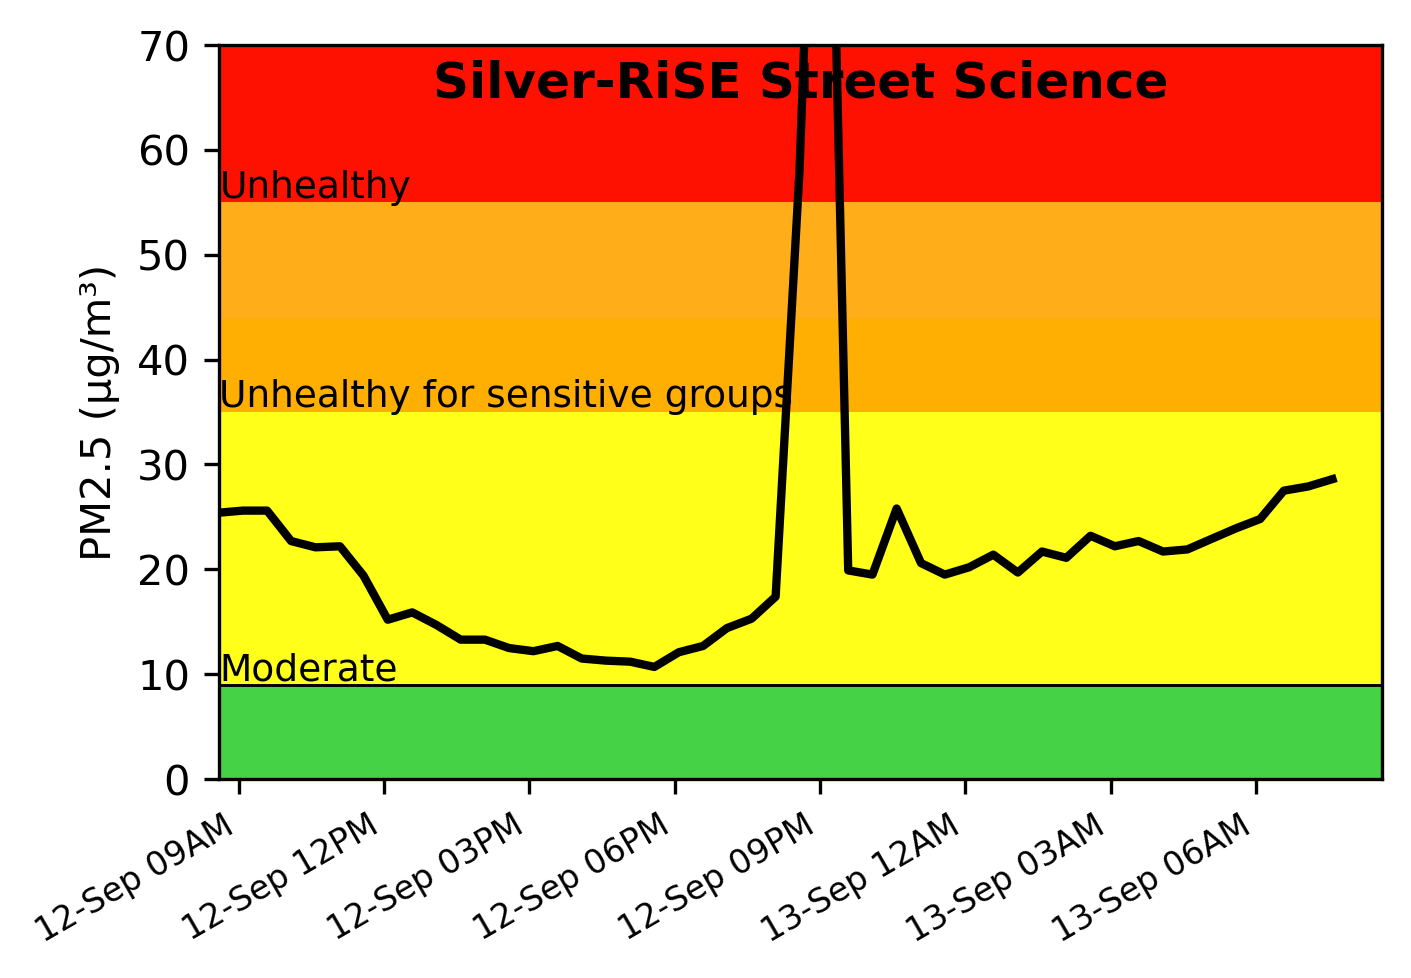 Silver-RiSE Street Science
PM2.5 (µg/m³)
70
60
Unhealthy
50
40
Unhealthy for sensitive groups
30
20
10
Moderate
0
12-Sep 09AM
12-Sep 12PM
12-Sep 03PM
12-Sep 06PM
12-Sep 09PM
13-Sep 12AM
13-Sep 03AM
13-Sep 06AM